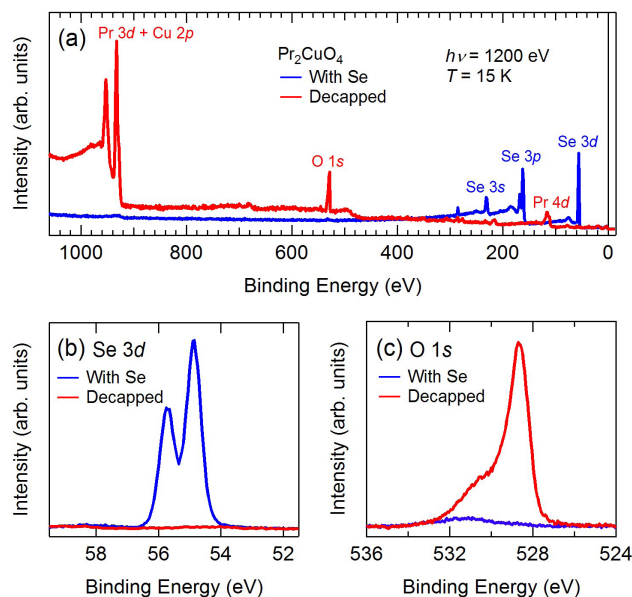 (a)
Pr 3d + Cu 2p
Pr₂CuO₄
With Se
Decapped
hν = 1200 eV
T = 15 K
O 1s
Se 3s
Se 3p
Se 3d
Pr 4d
Intensity (arb. units)
1000 800 600 400 200 0
Binding Energy (eV)
(b) Se 3d
With Se
Decapped
Intensity (arb. units)
58 56 54 52
Binding Energy (eV)
(c) O 1s
With Se
Decapped
Intensity (arb. units)
536 532 528 524
Binding Energy (eV)